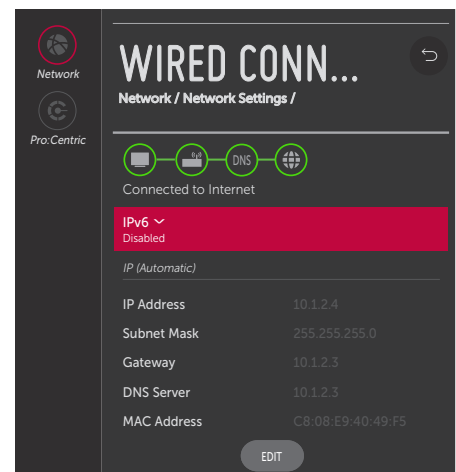 Network
Pro:Centric
WIRED CONN...
Network / Network Settings /
DNS
Connected to Internet
IPv6
Disabled
IP (Automatic)
IP Address 10.1.2.4
Subnet Mask 255.255.255.0
Gateway 10.1.2.3
DNS Server 10.1.2.3
MAC Address C8:08:E9:40:49:F5
EDIT